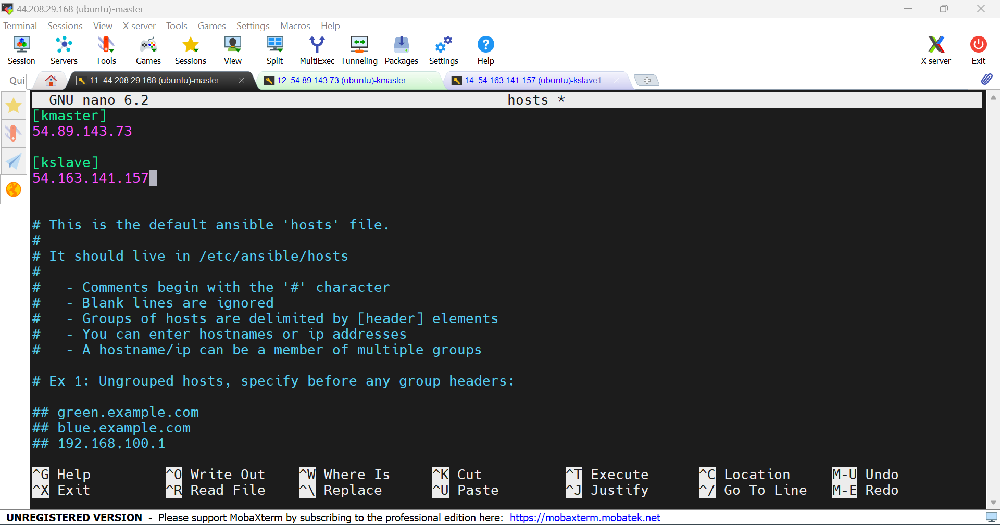 44.208.29.168 (ubuntu)-master
Terminal Sessions View X server Tools Games Settings Macros Help
Session Servers Tools Games Sessions View Split MultiExec Tunneling Packages Settings Help X server Exit
Qui 11. 44.208.29.168 (ubuntu)-master 12. 54.89.143.73 (ubuntu)-kmaster 14. 54.163.141.157 (ubuntu)-kslave1
GNU nano 6.2 hosts *
[kmaster]
54.89.143.73
[kslave]
54.163.141.157
# This is the default ansible 'hosts' file.
#
# It should live in /etc/ansible/hosts
#
#   - Comments begin with the '#' character
#   - Blank lines are ignored
#   - Groups of hosts are delimited by [header] elements
#   - You can enter hostnames or ip addresses
#   - A hostname/ip can be a member of multiple groups
# Ex 1: Ungrouped hosts, specify before any group headers:
## green.example.com
## blue.example.com
## 192.168.100.1
^G Help ^O Write Out ^W Where Is ^K Cut ^T Execute ^C Location M-U Undo
^X Exit ^R Read File ^\ Replace ^U Paste ^J Justify ^/ Go To Line M-E Redo
UNREGISTERED VERSION - Please support MobaXterm by subscribing to the professional edition here: https://mobaxterm.mobatek.net